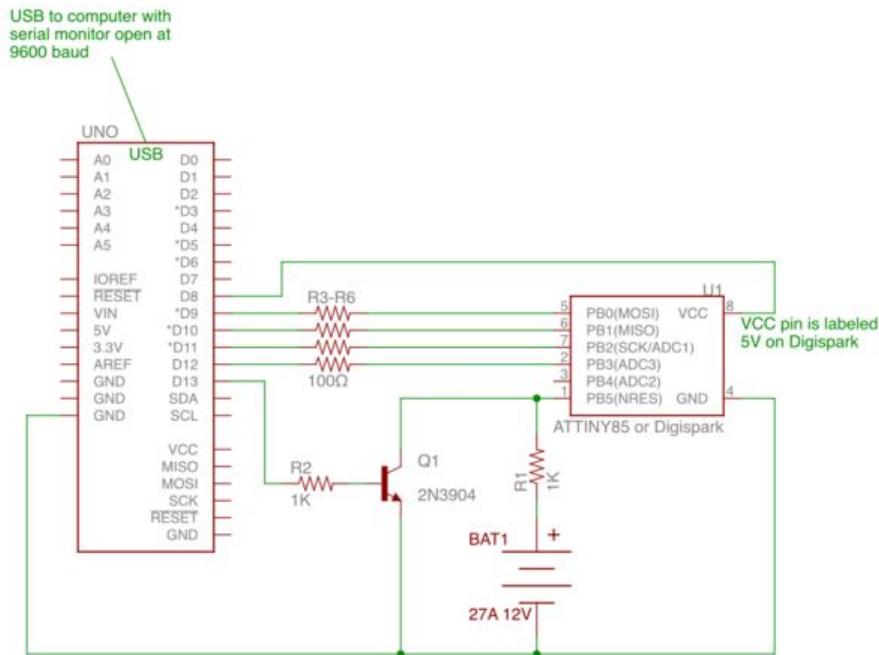 USB to computer with
serial monitor open at
9600 baud
UNO
USB
A0 D0
A1 D1
A2 D2
A3 *D3
A4 D4
A5 *D5
*D6
IOREF D7
RESET D8
VIN *D9
5V *D10
3.3V *D11
AREF D12
GND D13
GND SDA
GND SCL
VCC
MISO
MOSI
SCK
RESET
GND
R3-R6
100Ω
R2
1K
Q1
2N3904
R1
1K
BAT1
+
27A 12V
U1
5 PB0(MOSI) VCC 8
6 PB1(MISO)
7 PB2(SCK/ADC1)
2 PB3(ADC3)
3 PB4(ADC2)
1 PB5(NRES) GND 4
ATTINY85 or Digispark
VCC pin is labeled
5V on Digispark